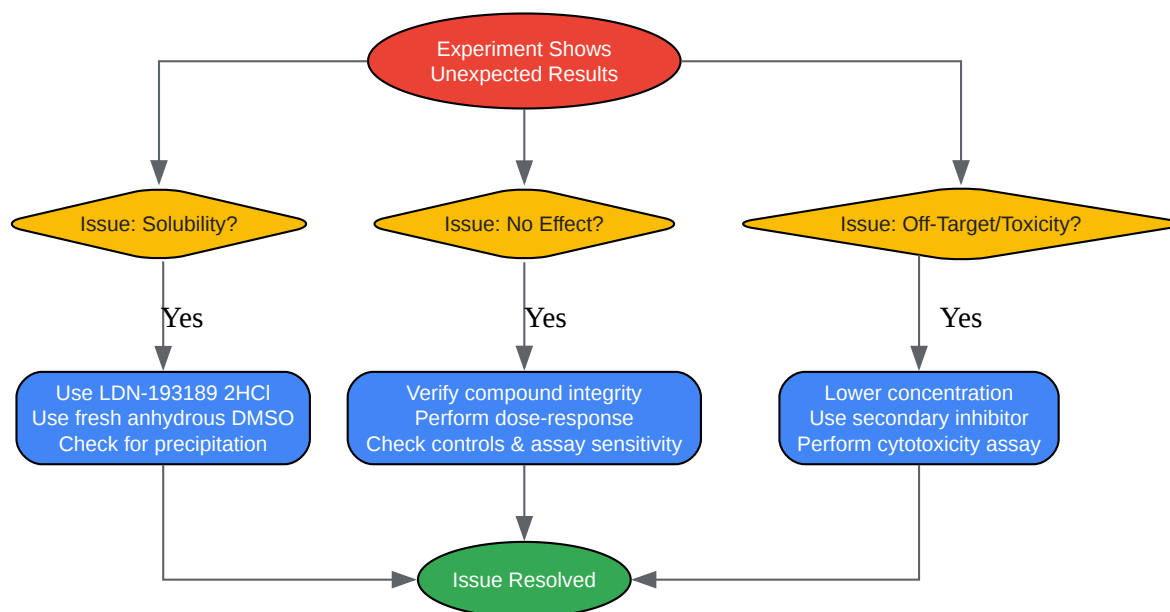 Experiment Shows
Unexpected Results
Issue: Solubility?
Issue: No Effect?
Issue: Off-Target/Toxicity?
Yes
Yes
Yes
Use LDN-193189 2HCl
Use fresh anhydrous DMSO
Check for precipitation
Verify compound integrity
Perform dose-response
Check controls & assay sensitivity
Lower concentration
Use secondary inhibitor
Perform cytotoxicity assay
Issue Resolved